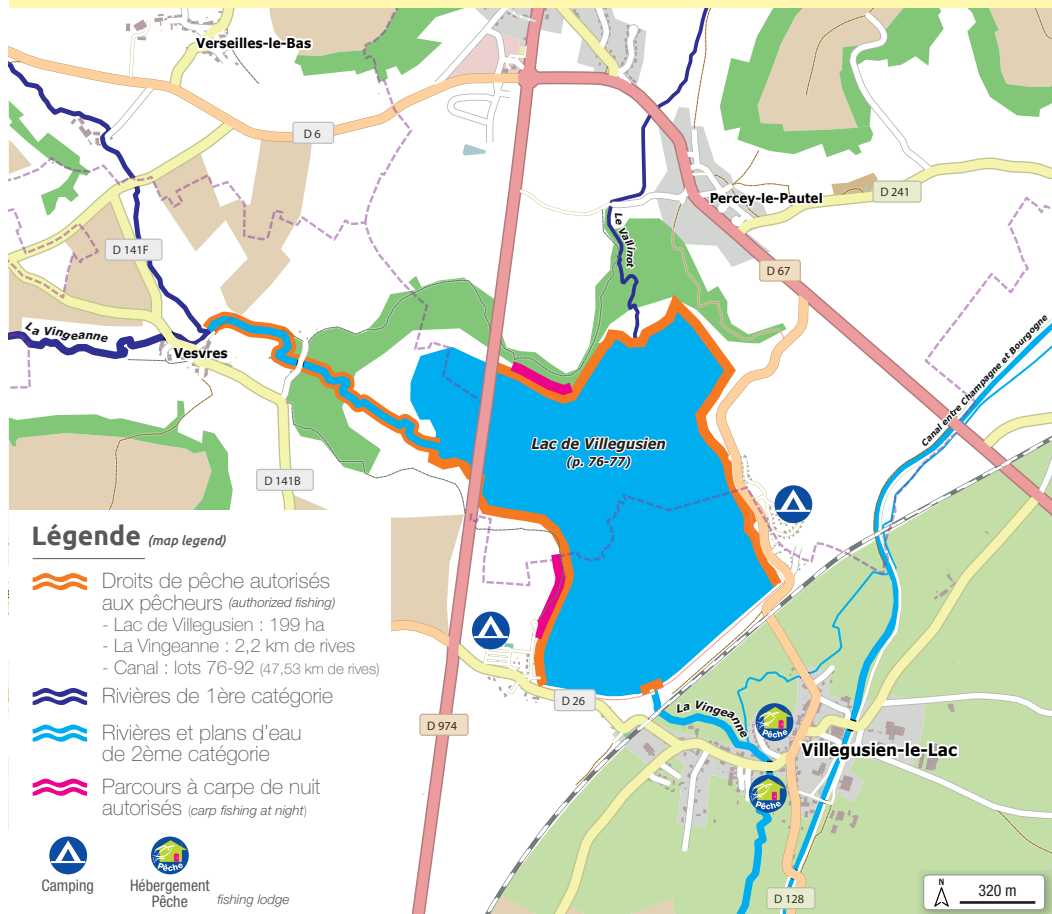 Verseilles-le-Bas
D 6
Percey-le-Pautel
D 241
Le Vallinot
D 141F
D 67
La Vingeanne
Vesvres
Canal entre Champagne et Bourgogne
Lac de Villegusien
(p. 76-77)
D 141B
Légende (map legend)
Droits de pêche autorisés
aux pêcheurs (authorized fishing)
- Lac de Villegusien : 199 ha
- La Vingeanne : 2,2 km de rives
- Canal : lots 76-92 (47,53 km de rives)
Rivières de 1ère catégorie
Rivières et plans d'eau
de 2ème catégorie
Parcours à carpe de nuit
autorisés (carp fishing at night)
Camping
Pêche
Hébergement
Pêche fishing lodge
D 26
D 974
La Vingeanne
Pêche
Villegusien-le-Lac
Pêche
D 128
N
320 m